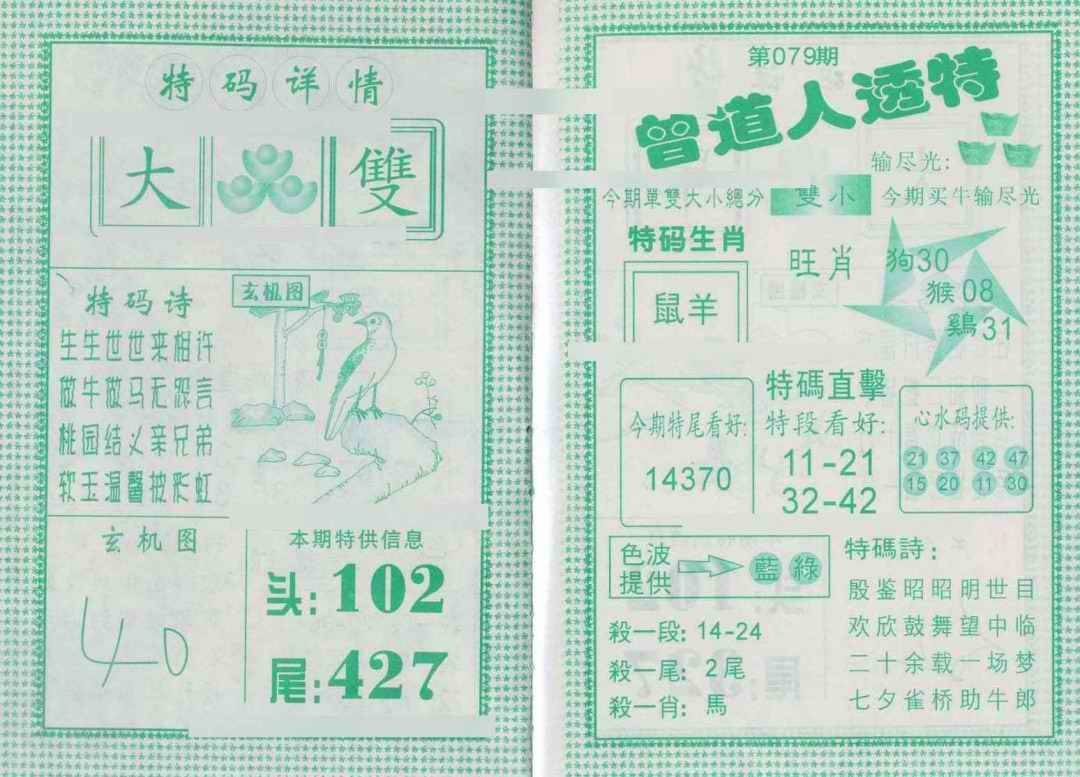 特码详情
大 雙
特码诗
生生世世来相许
做牛做马无怨言
桃园结义亲兄弟
软玉温馨披彩虹
玄机图
玄机图
40
本期特供信息
头:102
尾:427
第079期
曾道人透特
输尽光:
今期單雙大小總分 雙小 今期买牛输尽光
特码生肖
鼠羊
旺肖
狗30
猴08
鷄31
今期特尾看好:
14370
特碼直擊
特段看好:
11-21
32-42
心水码提供:
21 37 42 47
15 20 11 30
色波
提供
藍 綠
殺一段: 14-24
殺一尾: 2尾
殺一肖: 馬
特碼詩:
殷鉴昭昭明世目
欢欣鼓舞望中临
二十余载一场梦
七夕雀桥助牛郎